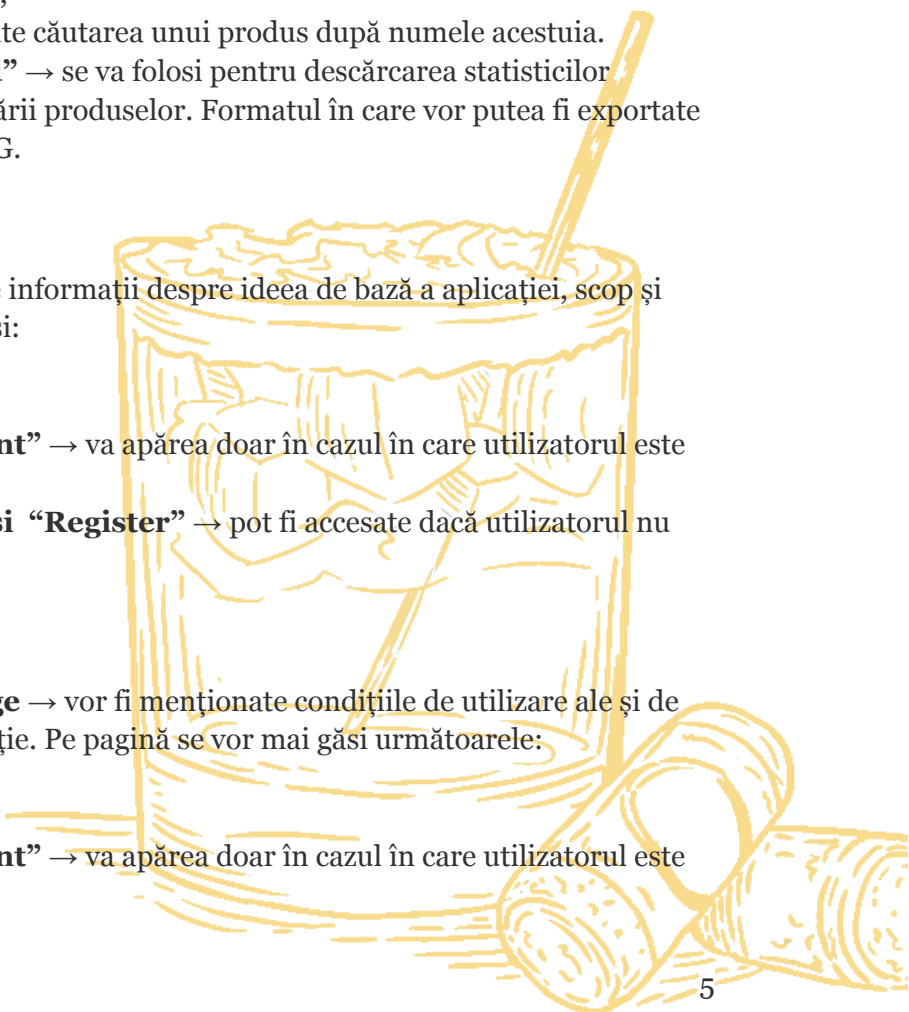 te căutarea unui produs după numele acestuia.
” → se va folosi pentru descărcarea statisticilor
ării produselor. Formatul în care vor putea fi exportate
G.
informații despre ideea de bază a aplicației, scop și
si:
nt” → va apărea doar în cazul în care utilizatorul este
și “Register” → pot fi accesate dacă utilizatorul nu
ge → vor fi menționate condițiile de utilizare ale și de
ție. Pe pagină se vor mai găsi următoarele:
nt” → va apărea doar în cazul în care utilizatorul este
5